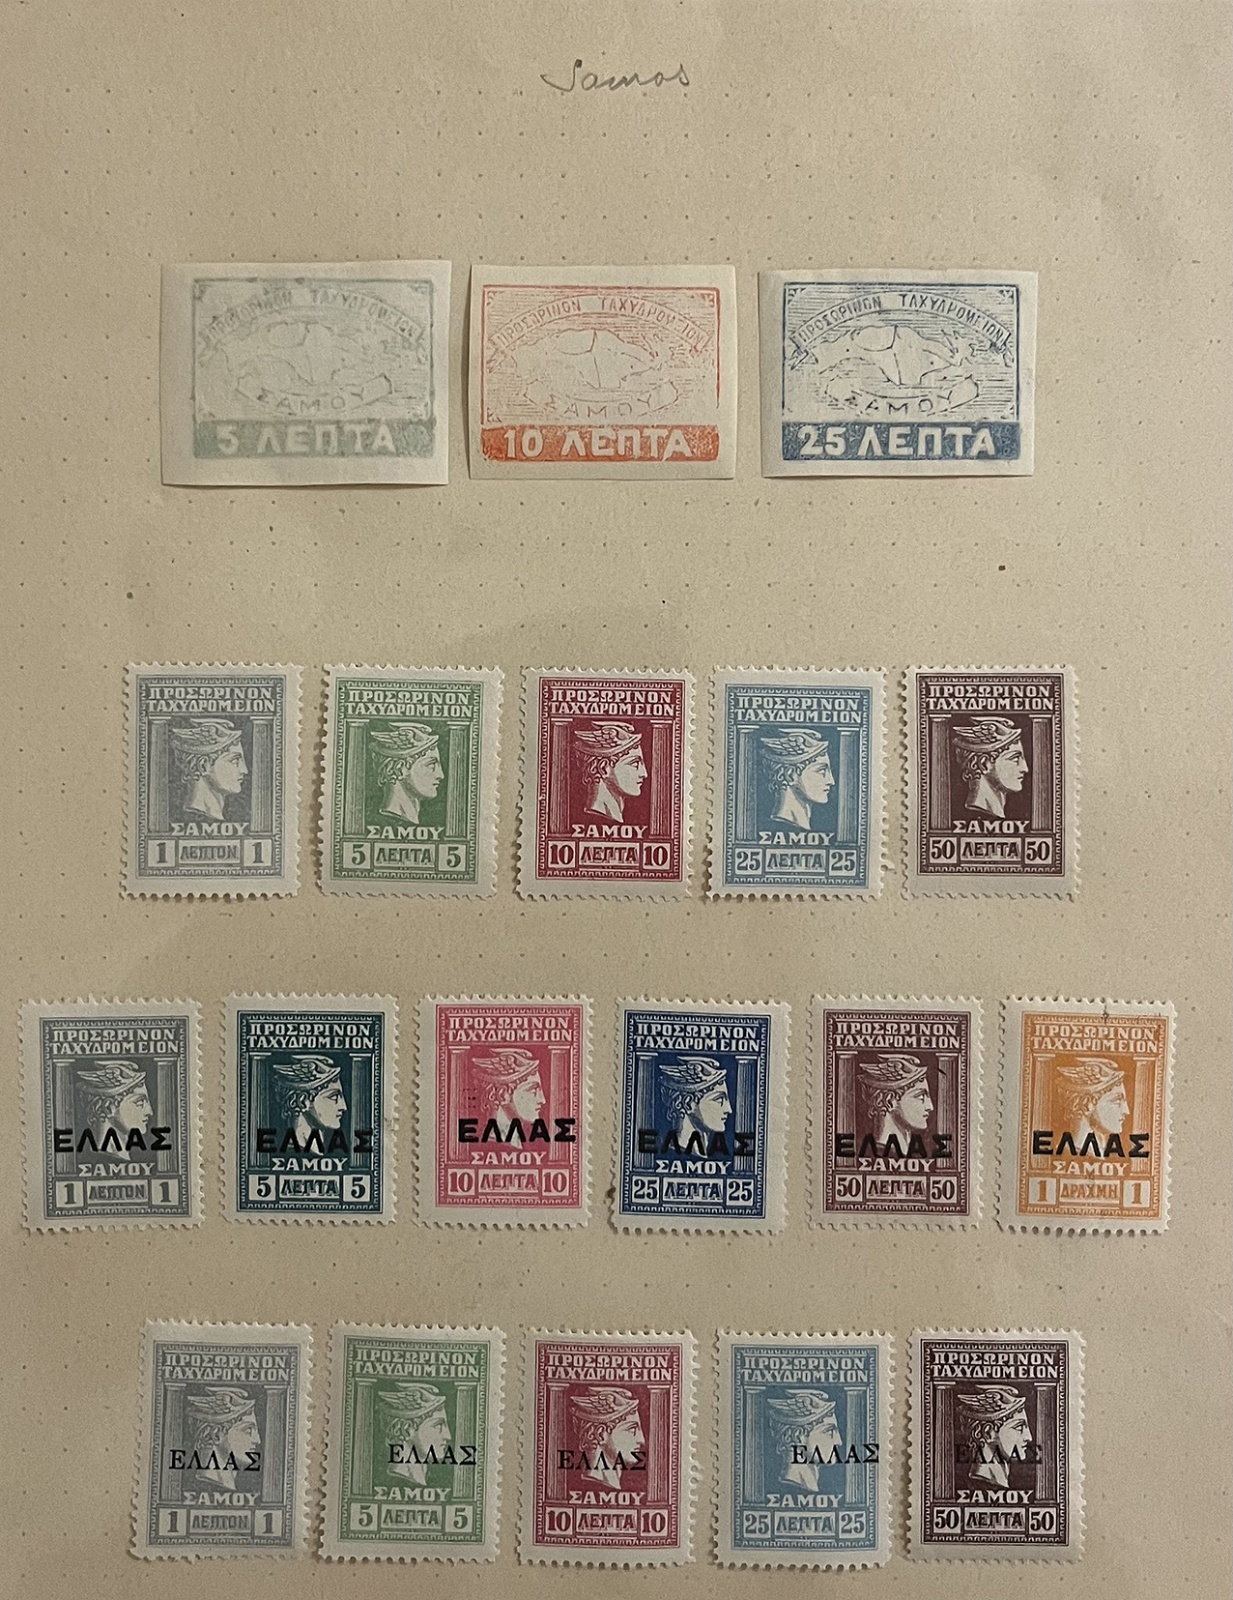 Samos
ΠΡΟΣΩΡΙΝΟΝ ΤΑΧΥΔΡΟΜΕΙΟΝ
ΣΑΜΟΥ
5 ΛΕΠΤΑ
ΠΡΟΣΩΡΙΝΟΝ ΤΑΧΥΔΡΟΜΕΙΟΝ
ΣΑΜΟΥ
10 ΛΕΠΤΑ
ΠΡΟΣΩΡΙΝΟΝ ΤΑΧΥΔΡΟΜΕΙΟΝ
ΣΑΜΟΥ
25 ΛΕΠΤΑ
ΠΡΟΣΩΡΙΝΟΝ
ΤΑΧΥΔΡΟΜΕΙΟΝ
ΣΑΜΟΥ
1 ΛΕΠΤΟΝ 1
ΠΡΟΣΩΡΙΝΟΝ
ΤΑΧΥΔΡΟΜΕΙΟΝ
ΣΑΜΟΥ
5 ΛΕΠΤΑ 5
ΠΡΟΣΩΡΙΝΟΝ
ΤΑΧΥΔΡΟΜΕΙΟΝ
ΣΑΜΟΥ
10 ΛΕΠΤΑ 10
ΠΡΟΣΩΡΙΝΟΝ
ΤΑΧΥΔΡΟΜΕΙΟΝ
ΣΑΜΟΥ
25 ΛΕΠΤΑ 25
ΠΡΟΣΩΡΙΝΟΝ
ΤΑΧΥΔΡΟΜΕΙΟΝ
ΣΑΜΟΥ
50 ΛΕΠΤΑ 50
ΠΡΟΣΩΡΙΝΟΝ
ΤΑΧΥΔΡΟΜΕΙΟΝ
ΕΛΛΑΣ
ΣΑΜΟΥ
1 ΛΕΠΤΟΝ 1
ΠΡΟΣΩΡΙΝΟΝ
ΤΑΧΥΔΡΟΜΕΙΟΝ
ΕΛΛΑΣ
ΣΑΜΟΥ
5 ΛΕΠΤΑ 5
ΠΡΟΣΩΡΙΝΟΝ
ΤΑΧΥΔΡΟΜΕΙΟΝ
ΕΛΛΑΣ
ΣΑΜΟΥ
10 ΛΕΠΤΑ 10
ΠΡΟΣΩΡΙΝΟΝ
ΤΑΧΥΔΡΟΜΕΙΟΝ
ΕΛΛΑΣ
ΣΑΜΟΥ
25 ΛΕΠΤΑ 25
ΠΡΟΣΩΡΙΝΟΝ
ΤΑΧΥΔΡΟΜΕΙΟΝ
ΕΛΛΑΣ
ΣΑΜΟΥ
50 ΛΕΠΤΑ 50
ΠΡΟΣΩΡΙΝΟΝ
ΤΑΧΥΔΡΟΜΕΙΟΝ
ΕΛΛΑΣ
ΣΑΜΟΥ
1 ΔΡΑΧΜΗ 1
ΠΡΟΣΩΡΙΝΟΝ
ΤΑΧΥΔΡΟΜΕΙΟΝ
ΕΛΛΑΣ
ΣΑΜΟΥ
1 ΛΕΠΤΟΝ 1
ΠΡΟΣΩΡΙΝΟΝ
ΤΑΧΥΔΡΟΜΕΙΟΝ
ΕΛΛΑΣ
ΣΑΜΟΥ
5 ΛΕΠΤΑ 5
ΠΡΟΣΩΡΙΝΟΝ
ΤΑΧΥΔΡΟΜΕΙΟΝ
ΕΛΛΑΣ
ΣΑΜΟΥ
10 ΛΕΠΤΑ 10
ΠΡΟΣΩΡΙΝΟΝ
ΤΑΧΥΔΡΟΜΕΙΟΝ
ΕΛΛΑΣ
ΣΑΜΟΥ
25 ΛΕΠΤΑ 25
ΠΡΟΣΩΡΙΝΟΝ
ΤΑΧΥΔΡΟΜΕΙΟΝ
ΕΛΛΑΣ
ΣΑΜΟΥ
50 ΛΕΠΤΑ 50